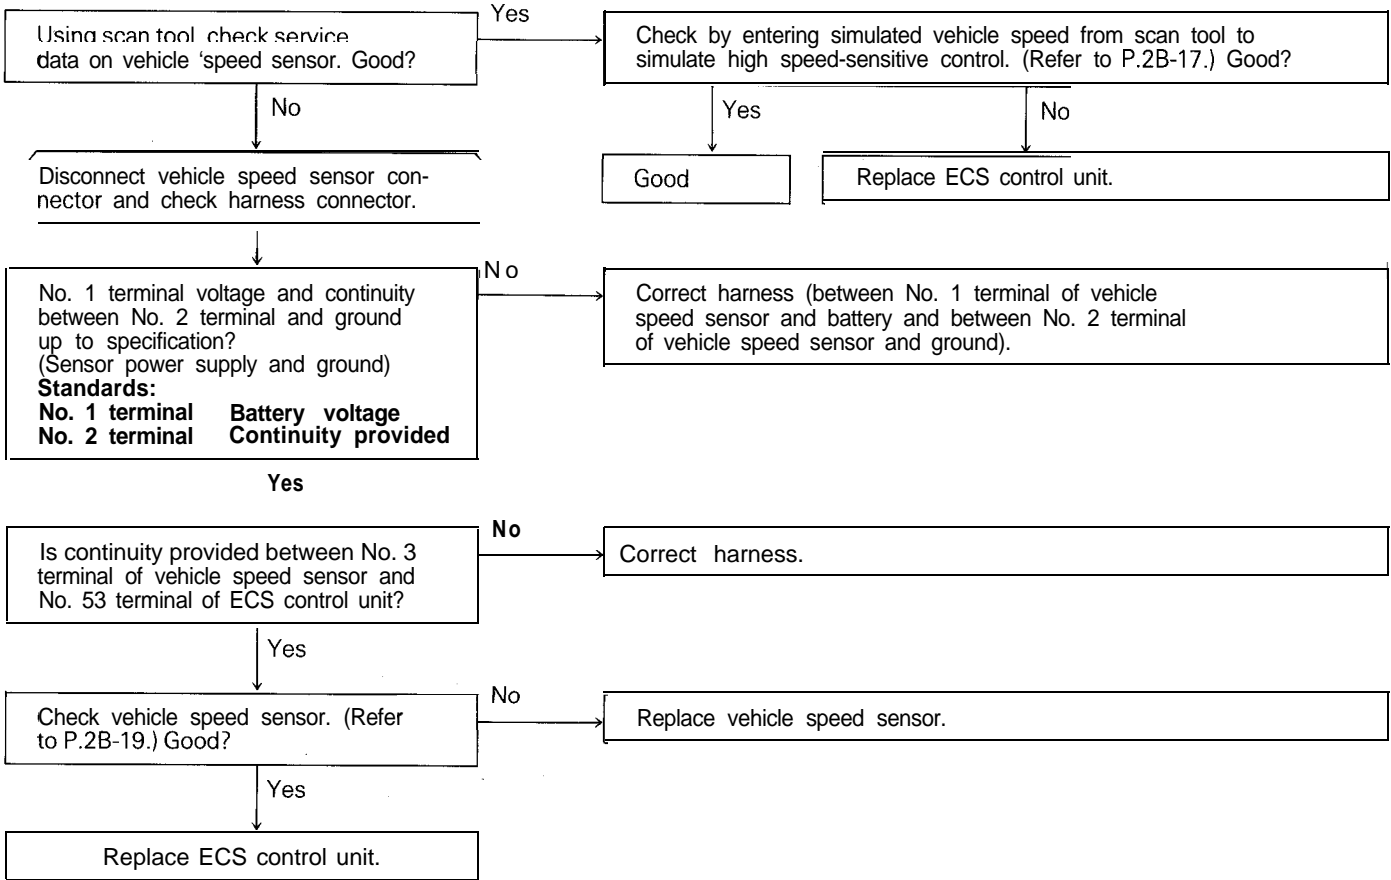 Using scan tool, check service
data on vehicle ‘speed sensor. Good?
Yes
Check by entering simulated vehicle speed from scan tool to
simulate high speed-sensitive control. (Refer to P.2B-17.) Good?
No
Yes
No
Disconnect vehicle speed sensor con-
nector and check harness connector.
Good
Replace ECS control unit.
No. 1 terminal voltage and continuity
between No. 2 terminal and ground
up to specification?
(Sensor power supply and ground)
Standards:
No. 1 terminal Battery voltage
No. 2 terminal Continuity provided
No
Correct harness (between No. 1 terminal of vehicle
speed sensor and battery and between No. 2 terminal
of vehicle speed sensor and ground).
Yes
Is continuity provided between No. 3
terminal of vehicle speed sensor and
No. 53 terminal of ECS control unit?
No
Correct harness.
Yes
Check vehicle speed sensor. (Refer
to P.2B-19.) Good?
No
Replace vehicle speed sensor.
Yes
Replace ECS control unit.